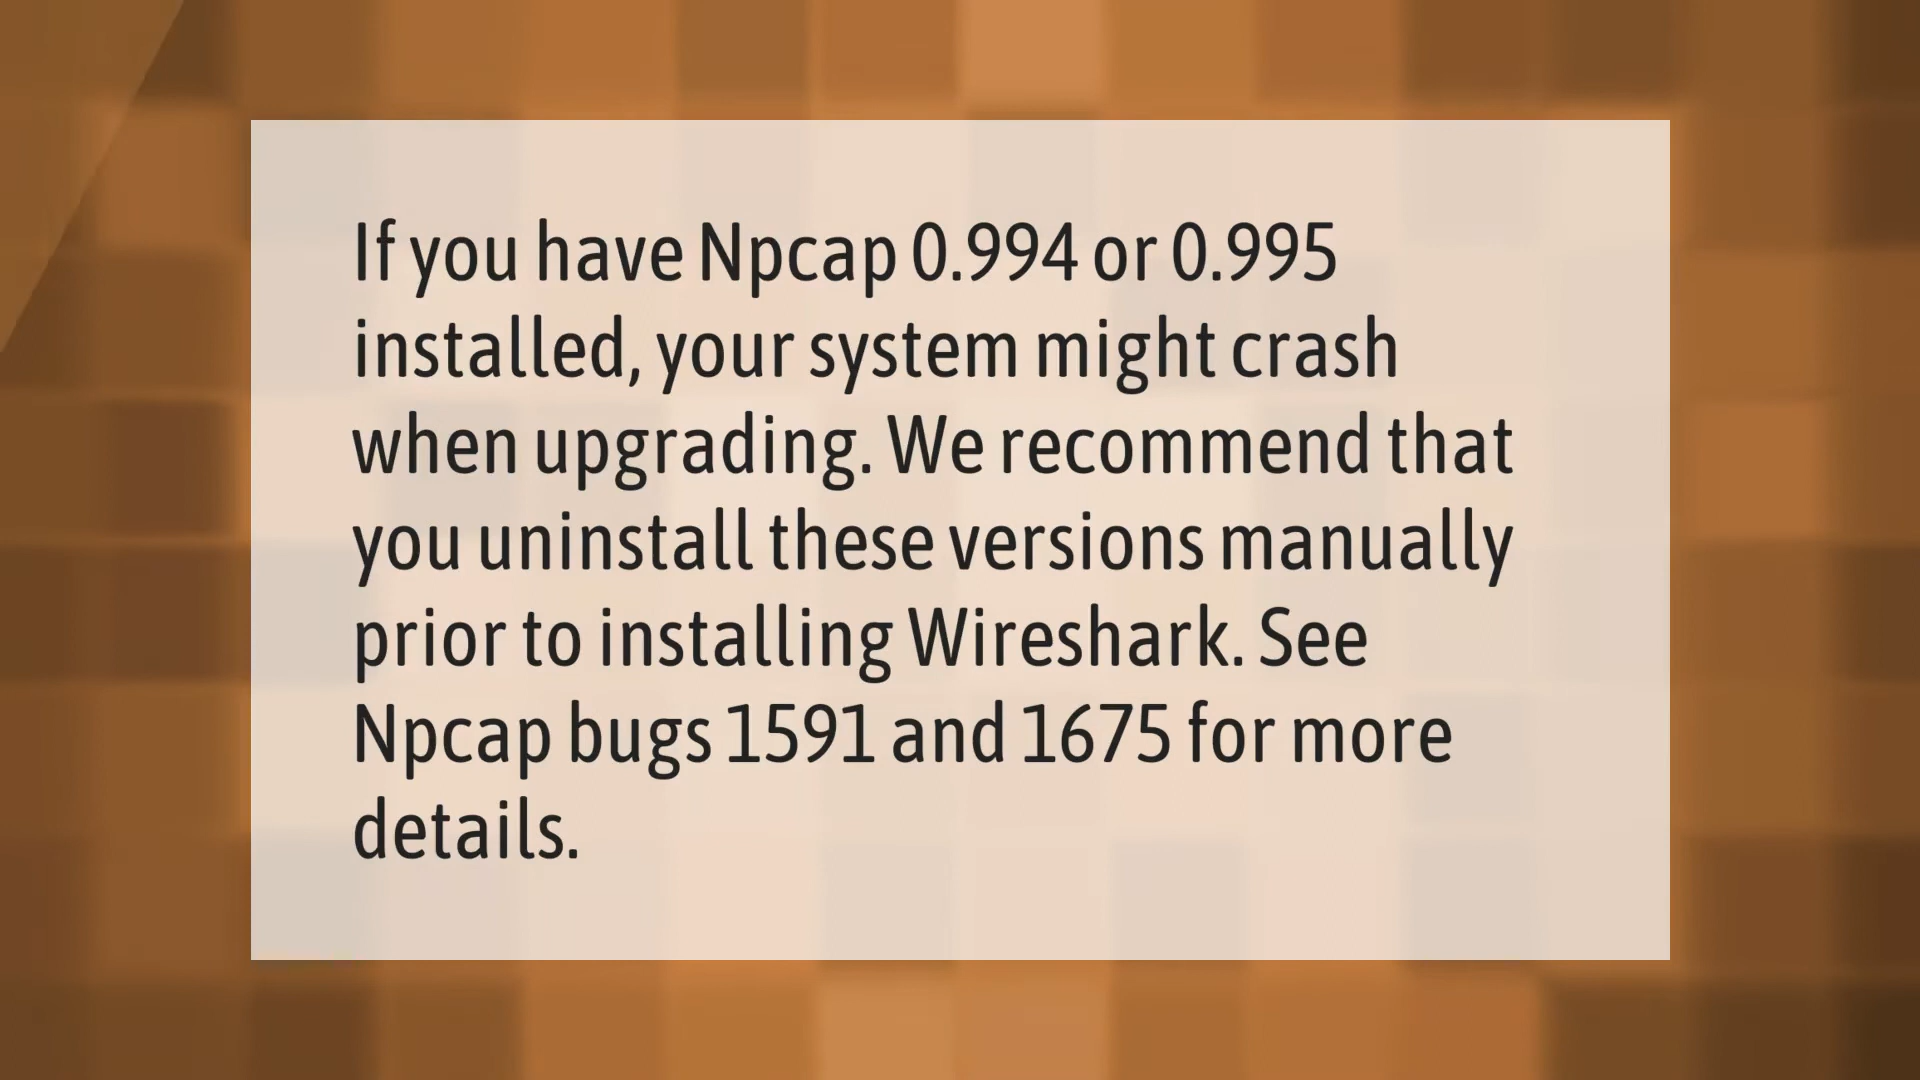 If you have Npcap 0.994 or 0.995
installed, your system might crash
when upgrading. We recommend that
you uninstall these versions manually
prior to installing Wireshark. See
Npcap bugs 1591 and 1675 for more
details.